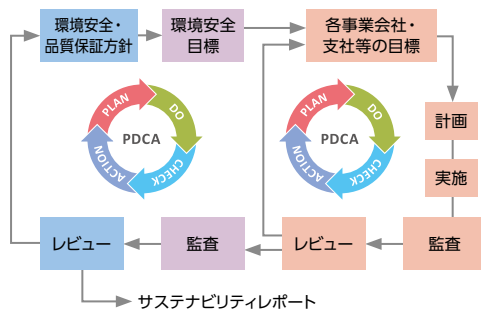 環境安全・
品質保証方針
環境安全
目標
各事業会社・
支社等の目標
PLAN
DO
CHECK
ACTION
PDCA
PLAN
DO
CHECK
ACTION
PDCA
計画
実施
レビュー
監査
レビュー
監査
サステナビリティレポート